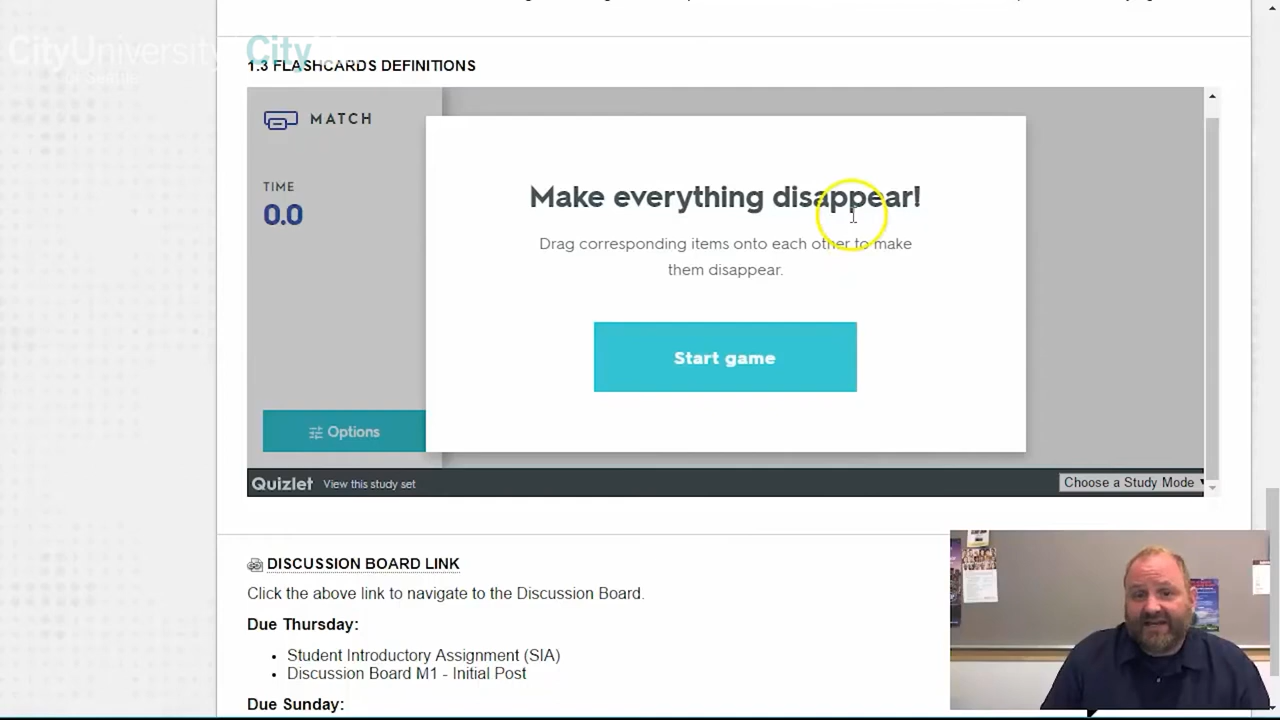 CityUniversity City
1.3 FLASHCARDS DEFINITIONS
MATCH
TIME
0.0
Make everything disappear!
Drag corresponding items onto each other to make
them disappear.
Start game
Options
Quizlet View this study set Choose a Study Mode
DISCUSSION BOARD LINK
Click the above link to navigate to the Discussion Board.
Due Thursday:
• Student Introductory Assignment (SIA)
• Discussion Board M1 - Initial Post
Due Sunday: